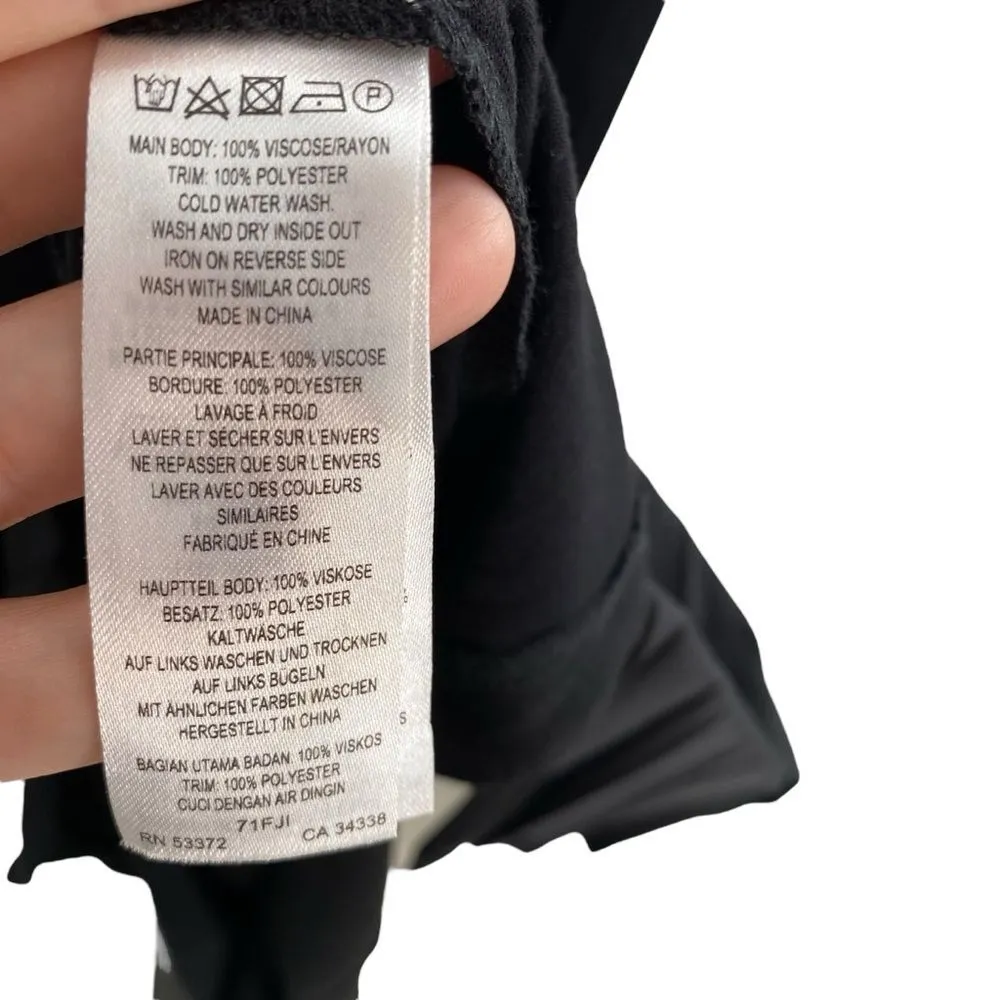 P
MAIN BODY: 100% VISCOSE/RAYON
TRIM: 100% POLYESTER
COLD WATER WASH.
WASH AND DRY INSIDE OUT
IRON ON REVERSE SIDE
WASH WITH SIMILAR COLOURS
MADE IN CHINA
PARTIE PRINCIPALE: 100% VISCOSE
BORDURE: 100% POLYESTER
LAVAGE À FROID
LAVER ET SÉCHER SUR L'ENVERS
NE REPASSER QUE SUR L'ENVERS
LAVER AVEC DES COULEURS
SIMILAIRES
FABRIQUÉ EN CHINE
HAUPTTEIL BODY: 100% VISKOSE
BESATZ: 100% POLYESTER
KALTWÄSCHE
AUF LINKS WASCHEN UND TROCKNEN
AUF LINKS BÜGELN
MIT ÄHNLICHEN FARBEN WASCHEN
HERGESTELLT IN CHINA
BAGIAN UTAMA BADAN: 100% VISKOS
TRIM: 100% POLYESTER
CUCI DENGAN AIR DINGIN
71FJI
RN 53372 CA 34338